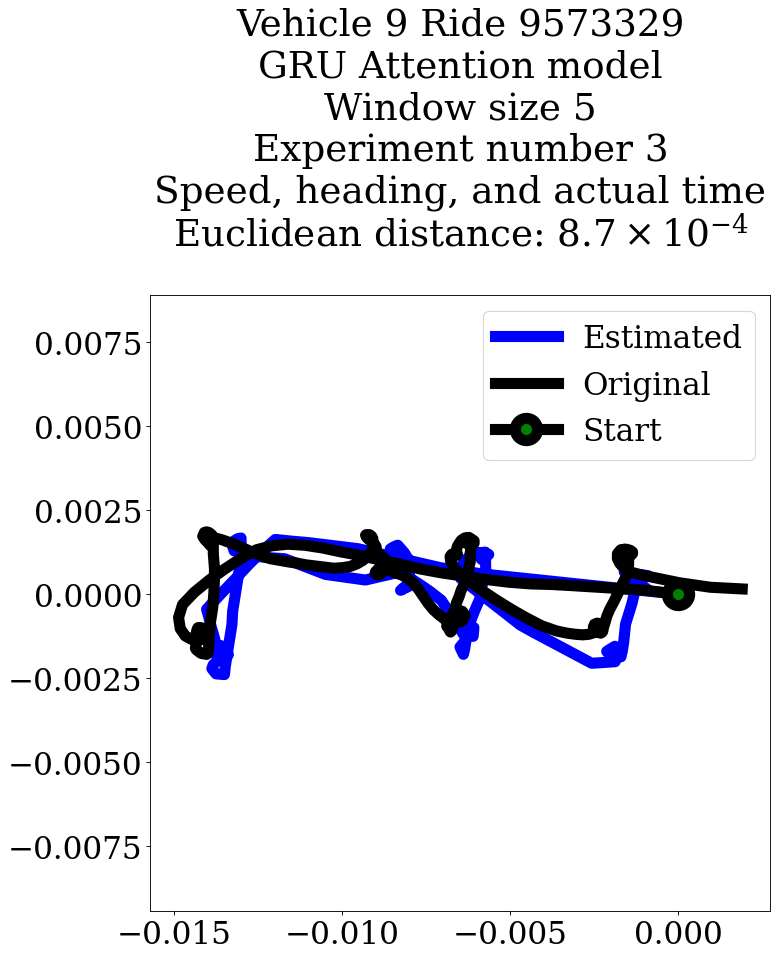 Vehicle 9 Ride 9573329
GRU Attention model
Window size 5
Experiment number 3
Speed, heading, and actual time
Euclidean distance: 8.7 × 10⁻⁴
Estimated
Original
Start
0.0075
0.0050
0.0025
0.0000
−0.0025
−0.0050
−0.0075
−0.015 −0.010 −0.005 0.000